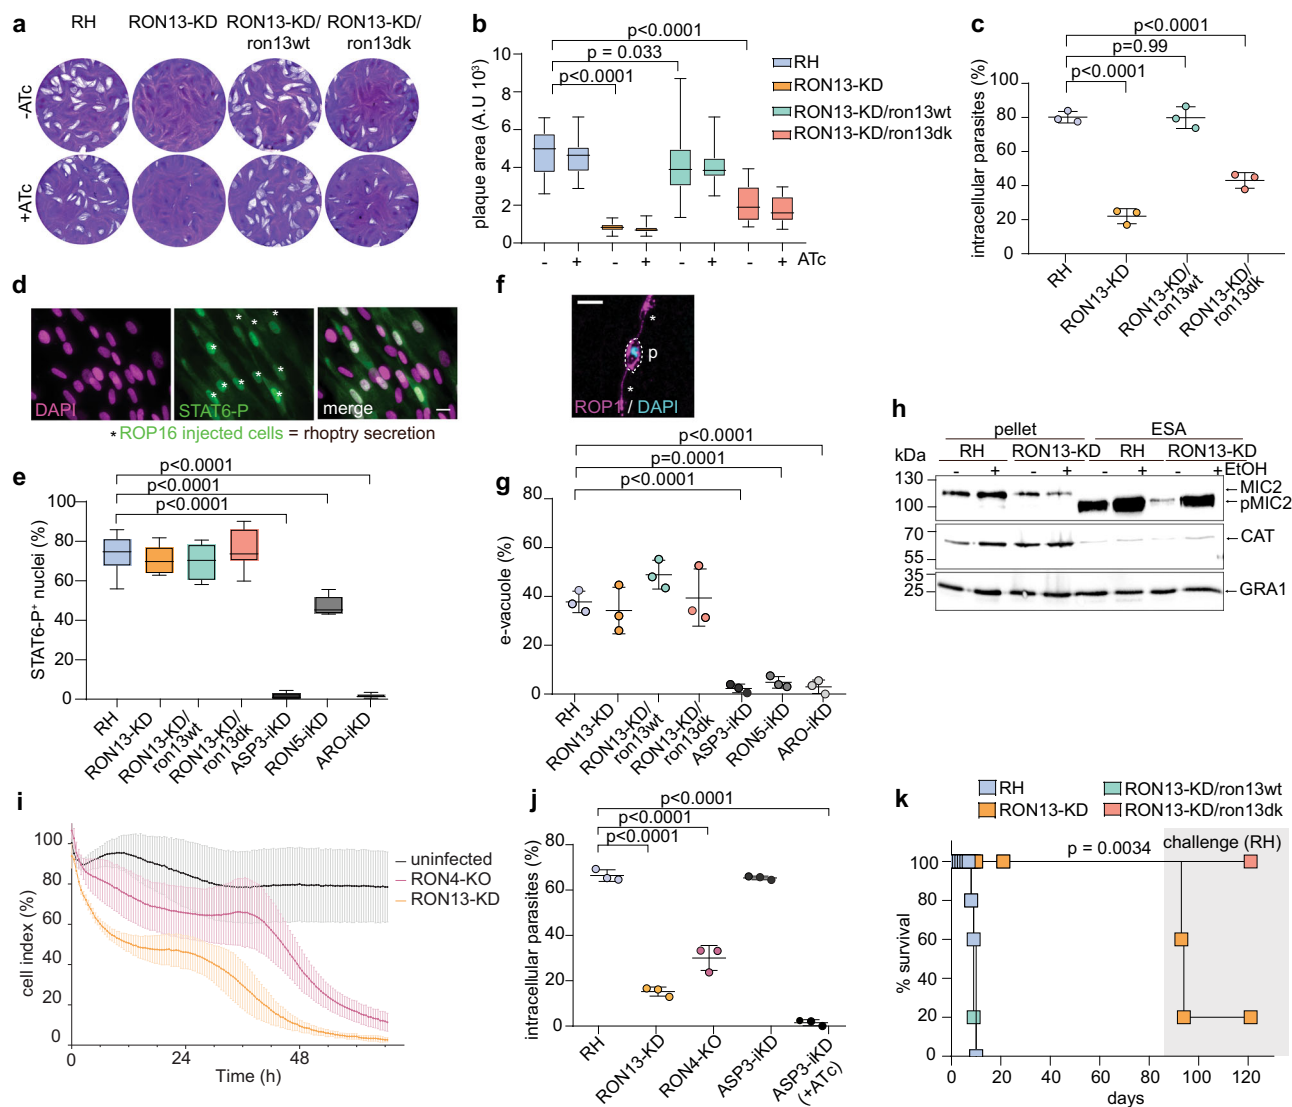 a
RH
RON13-KD
RON13-KD/
ron13wt
RON13-KD/
ron13dk
-ATc
+ATc
b
p<0.0001
p = 0.033
p<0.0001
plaque area (A.U 10³)
10
8
6
4
2
0
- + - + - + - + ATc
RH
RON13-KD
RON13-KD/ron13wt
RON13-KD/ron13dk
c
p<0.0001
p=0.99
p<0.0001
intracellular parasites (%)
100
80
60
40
20
0
RH
RON13-KD
RON13-KD/
ron13wt
RON13-KD/
ron13dk
d
DAPI
STAT6-P
merge
* * * * * * * * * *
*ROP16 injected cells = rhoptry secretion
e
p<0.0001
p<0.0001
p<0.0001
STAT6-P⁺ nuclei (%)
100
80
60
40
20
0
RH
RON13-KD
RON13-KD/
ron13wt
RON13-KD/
ron13dk
ASP3-iKD
RON5-iKD
ARO-iKD
f
*
p
*
ROP1 / DAPI
g
p<0.0001
p=0.0001
p<0.0001
e-vacuole (%)
80
60
40
20
0
RH
RON13-KD
RON13-KD/
ron13wt
RON13-KD/
ron13dk
ASP3-iKD
RON5-iKD
ARO-iKD
h
pellet ESA
kDa RH RON13-KD RH RON13-KD
- + - + - + - + EtOH
130
100
←MIC2
←pMIC2
70
55
←CAT
35
25
←GRA1
i
cell index (%)
100
80
60
40
20
0
0 24 48
Time (h)
uninfected
RON4-KO
RON13-KD
j
p<0.0001
p<0.0001
p<0.0001
intracellular parasites (%)
80
60
40
20
0
RH
RON13-KD
RON4-KO
ASP3-iKD
ASP3-iKD
(+ATc)
k
RH
RON13-KD
RON13-KD/ron13wt
RON13-KD/ron13dk
p = 0.0034
challenge (RH)
% survival
100
80
60
40
20
0
0 20 40 60 80 100 120
days